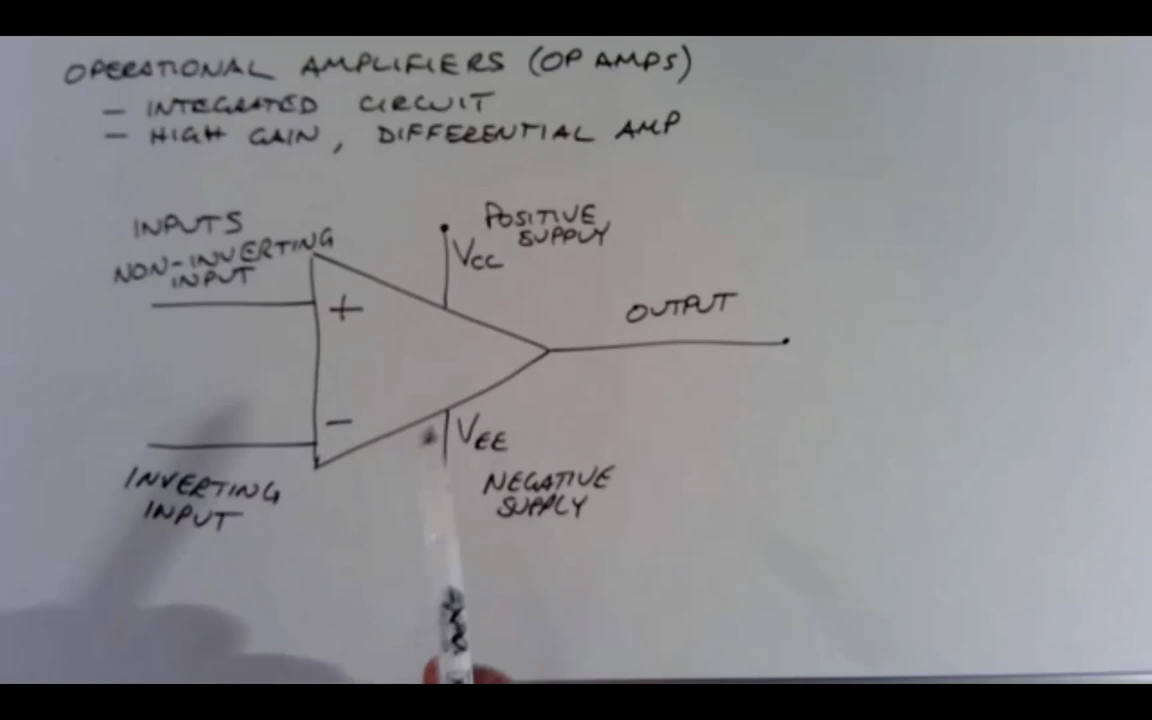 OPERATIONAL AMPLIFIERS (OP AMPS)
- INTEGRATED CIRCUIT
- HIGH GAIN, DIFFERENTIAL AMP
INPUTS
NON-INVERTING
INPUT
POSITIVE
SUPPLY
VCC
+
OUTPUT
-
VEE
INVERTING
INPUT
NEGATIVE
SUPPLY